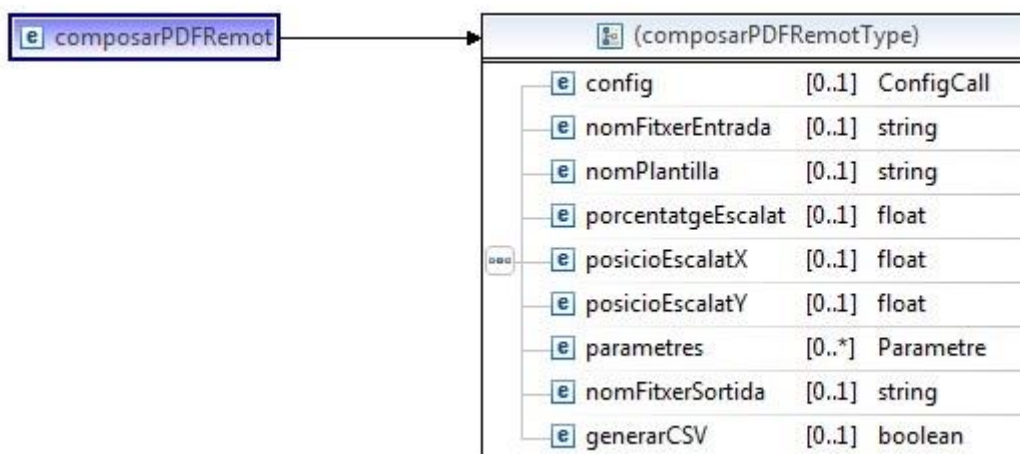 e composarPDFRemot
(composarPDFRemotType)
e config [0..1] ConfigCall
e nomFitxerEntrada [0..1] string
e nomPlantilla [0..1] string
e porcentatgeEscalat [0..1] float
e posicioEscalatX [0..1] float
e posicioEscalatY [0..1] float
e parametres [0..*] Parametre
e nomFitxerSortida [0..1] string
e generarCSV [0..1] boolean